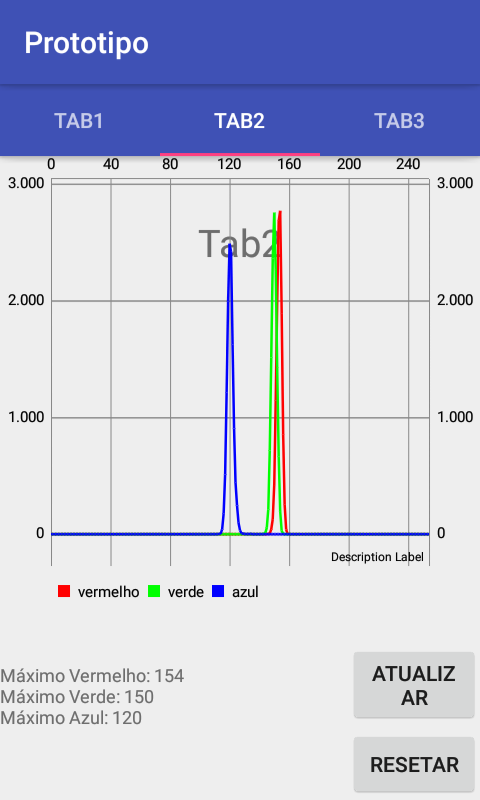 Prototipo
TAB1 TAB2 TAB3
0 40 80 120 160 200 240
3.000 3.000
Tab2
2.000 2.000
1.000 1.000
0 0
Description Label
vermelho verde azul
Máximo Vermelho: 154
Máximo Verde: 150
Máximo Azul: 120
ATUALIZ
AR
RESETAR